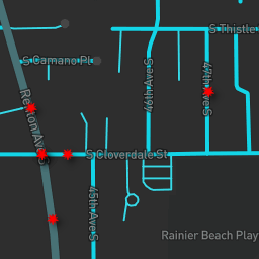 S Thistle
S Camano Pl
46th Ave S
47th Ave S
Renton Ave S
S Cloverdale St
45th Ave S
Rainier Beach Play